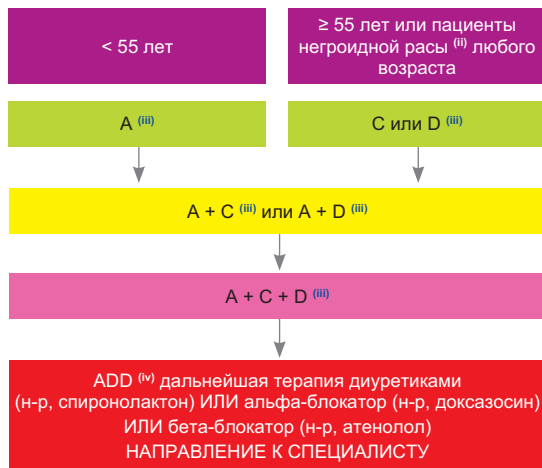 < 55 лет
≥ 55 лет или пациенты
негроидной расы (ii) любого
возраста
A (iii)
C или D (iii)
A + C (iii) или A + D (iii)
A + C + D (iii)
ADD (iv) дальнейшая терапия диуретиками
(н-р, спиронолактон) ИЛИ альфа-блокатор (н-р, доксазосин)
ИЛИ бета-блокатор (н-р, атенолол)
НАПРАВЛЕНИЕ К СПЕЦИАЛИСТУ